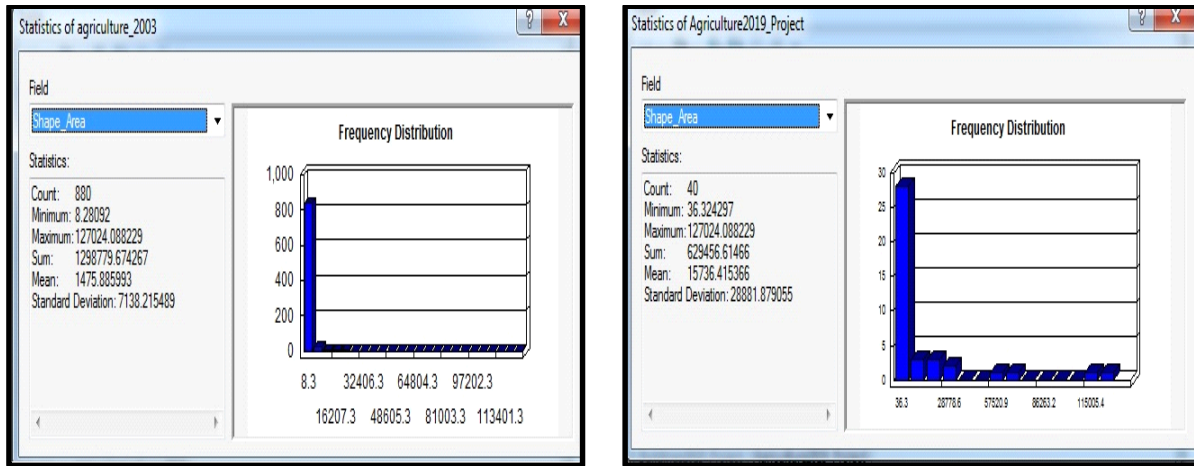 Statistics of agriculture_2003
Field
Shape_Area
Statistics:
Count: 880
Minimum: 8.28092
Maximum: 127024.088229
Sum: 1298779.674267
Mean: 1475.885993
Standard Deviation: 7138.215489
Frequency Distribution
1,000
800
600
400
200
0
8.3 32406.3 64804.3 97202.3
16207.3 48605.3 81003.3 113401.3
Statistics of Agriculture2019_Project
Field
Shape_Area
Statistics:
Count: 40
Minimum: 36.324297
Maximum: 127024.088229
Sum: 629456.61466
Mean: 15736.415366
Standard Deviation: 28881.879055
Frequency Distribution
30
25
20
15
10
5
0
36.3 28778.6 57520.9 86263.2 115005.4